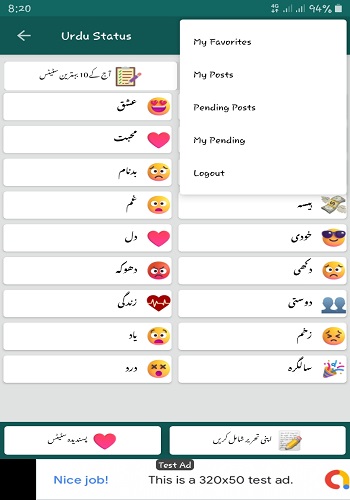 8:20
4G
94%
Urdu Status
My Favorites
My Posts
Pending Posts
My Pending
Logout
آج کے 10 بہترین سٹیٹس
عشق
محبت
بدنام
غم
پیسہ
دل
خودی
دھوکہ
دکھی
زندگی
دوستی
یاد
زخم
درد
سالگرہ
پسندیدہ سٹیٹس
اپنی تحریر شامل کریں
Test Ad
Nice job!
This is a 320x50 test ad.